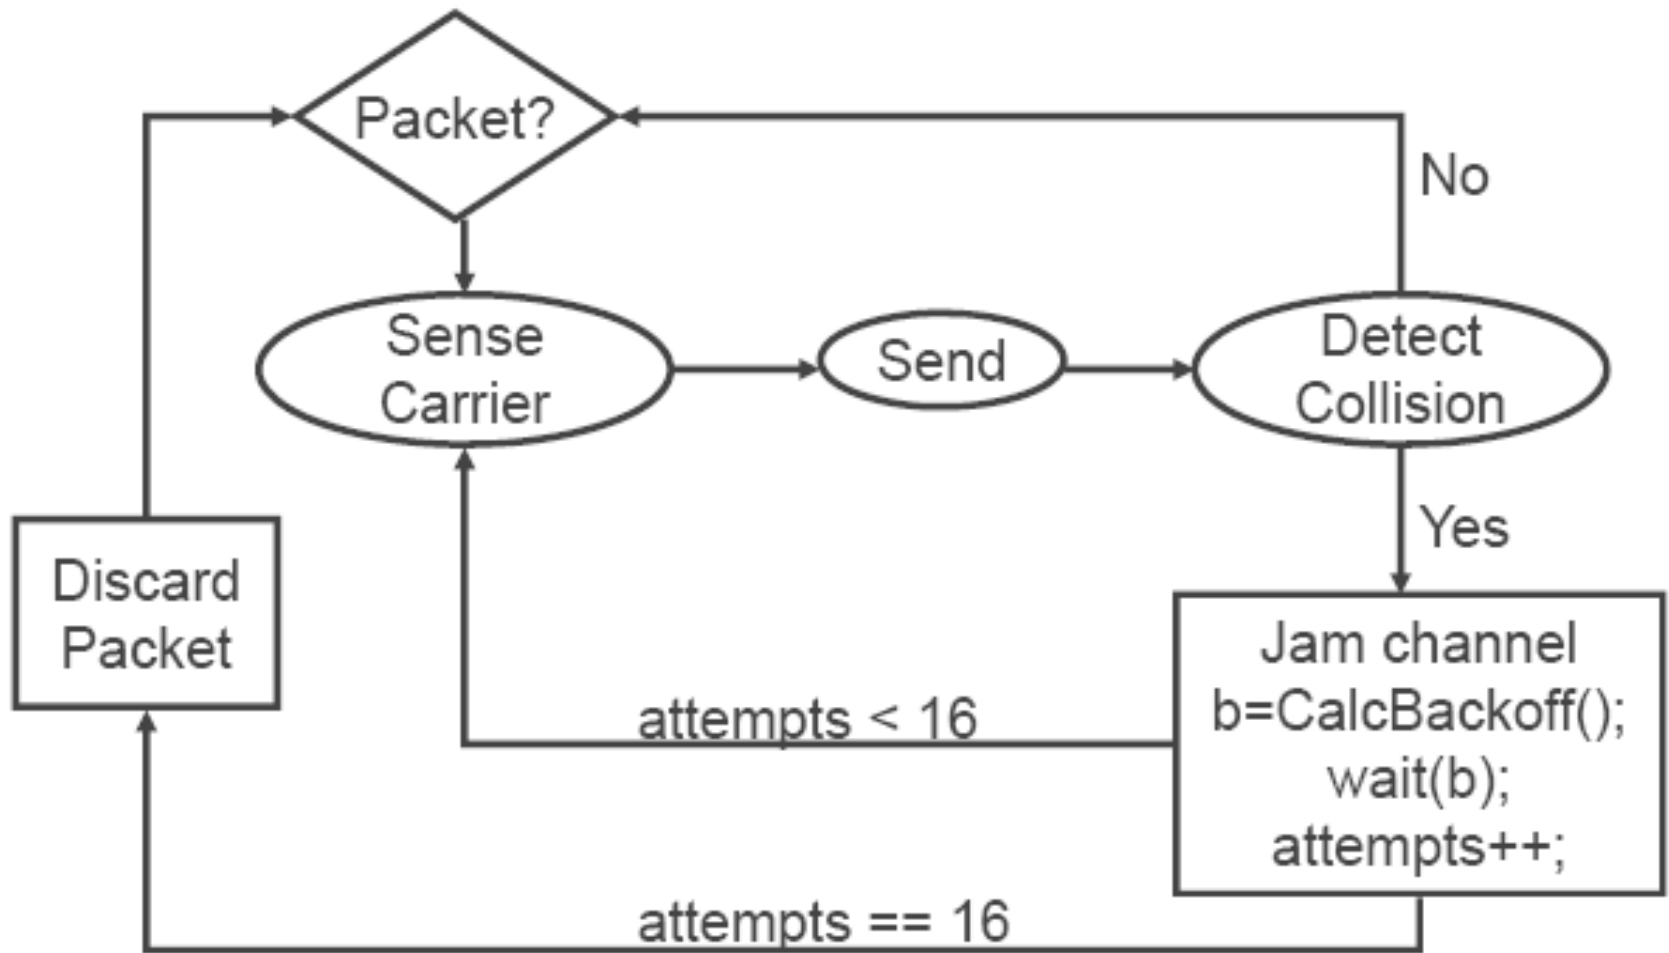 Packet?
No
Sense
Carrier
Send
Detect
Collision
Yes
Discard
Packet
Jam channel
b=CalcBackoff();
wait(b);
attempts++;
attempts < 16
attempts == 16